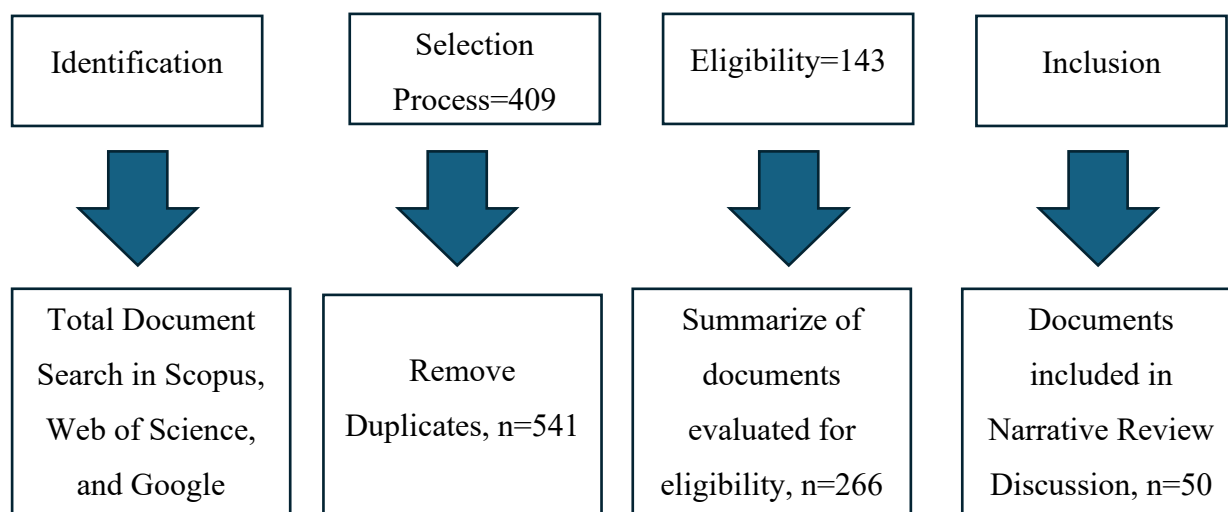 Identification
Selection
Process=409
Eligibility=143
Inclusion
Total Document
Search in Scopus,
Web of Science,
and Google
Remove
Duplicates, n=541
Summarize of
documents
evaluated for
eligibility, n=266
Documents
included in
Narrative Review
Discussion, n=50